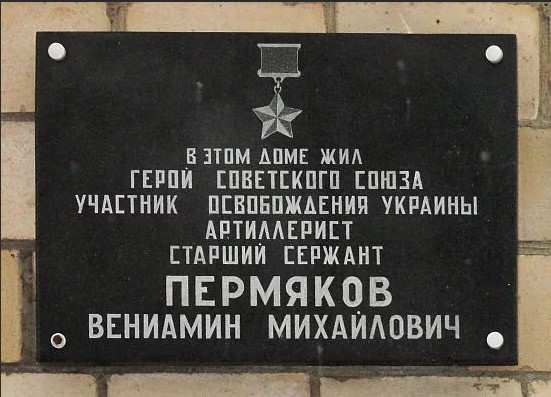 В ЭТОМ ДОМЕ ЖИЛ
ГЕРОЙ СОВЕТСКОГО СОЮЗА
УЧАСТНИК ОСВОБОЖДЕНИЯ УКРАИНЫ
АРТИЛЛЕРИСТ
СТАРШИЙ СЕРЖАНТ
ПЕРМЯКОВ
ВЕНИАМИН МИХАЙЛОВИЧ